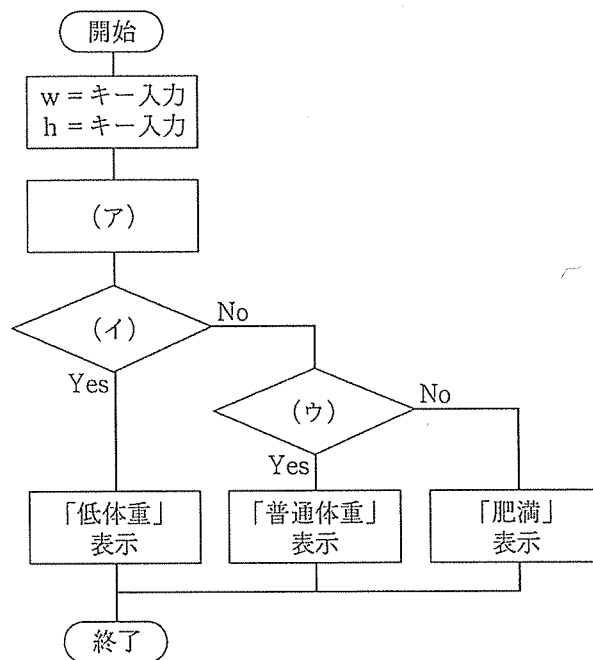 開始
w = キー入力
h = キー入力
(ア)
(イ)
No
Yes
(ウ)
No
Yes
「低体重」
表示
「普通体重」
表示
「肥満」
表示
終了